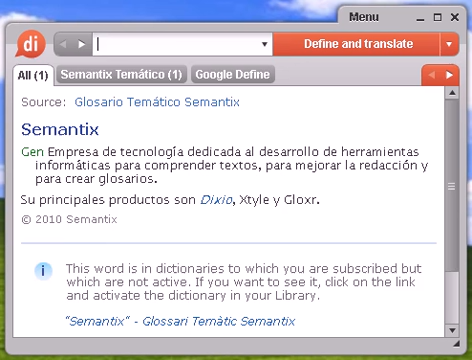 Menu
di
Define and translate
All (1)
Semantix Temático (1)
Google Define
Source: Glosario Temático Semantix
Semantix
Gen Empresa de tecnología dedicada al desarrollo de herramientas
informáticas para comprender textos, para mejorar la redacción y
para crear glosarios.
Su principales productos son Dixio, Xtyle y Gloxr.
© 2010 Semantix
i
This word is in dictionaries to which you are subscribed but
which are not active. If you want to see it, click on the link
and activate the dictionary in your Library.
"Semantix" - Glossari Temàtic Semantix